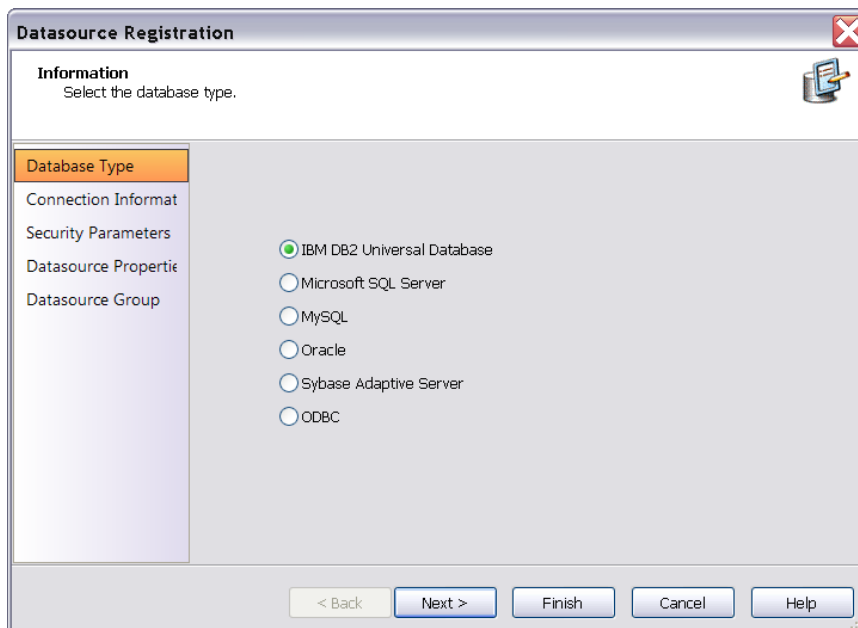 Datasource Registration
Information
Select the database type.
Database Type
Connection Informat
Security Parameters
Datasource Propertie
Datasource Group
IBM DB2 Universal Database
Microsoft SQL Server
MySQL
Oracle
Sybase Adaptive Server
ODBC
< Back
Next >
Finish
Cancel
Help